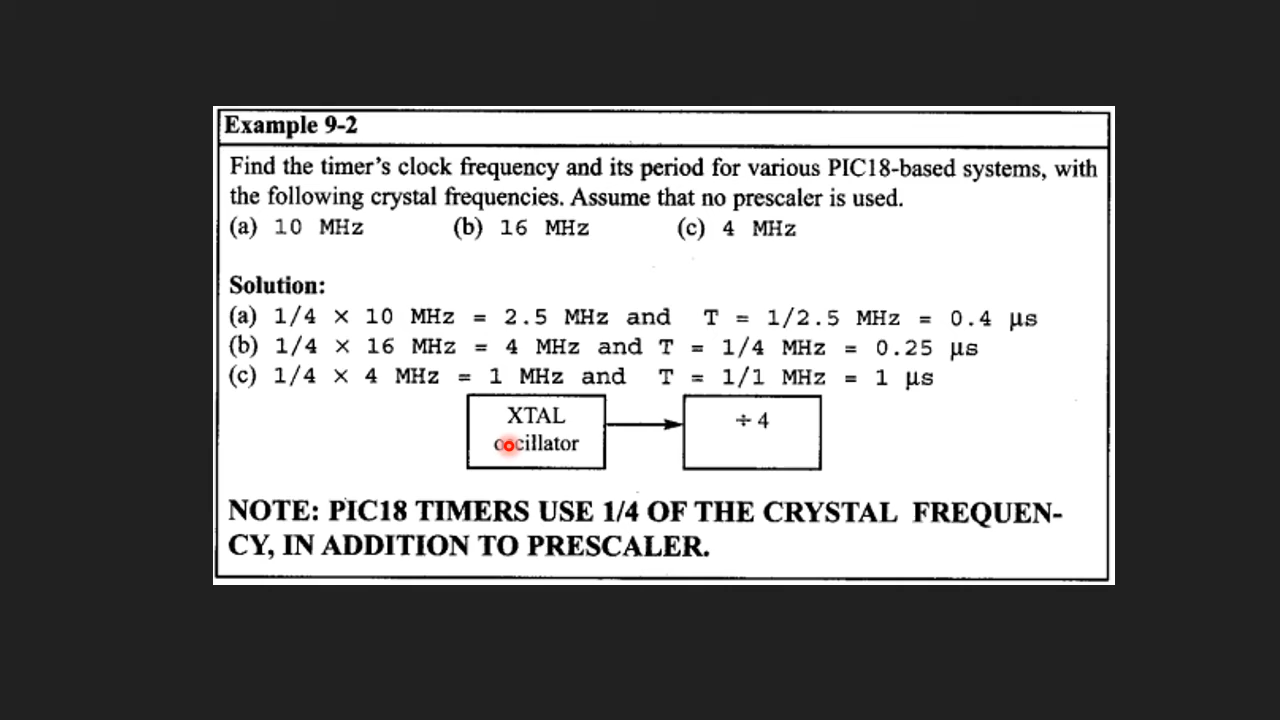 Example 9-2
Find the timer's clock frequency and its period for various PIC18-based systems, with
the following crystal frequencies. Assume that no prescaler is used.
(a) 10 MHz (b) 16 MHz (c) 4 MHz
Solution:
(a) 1/4 × 10 MHz = 2.5 MHz and T = 1/2.5 MHz = 0.4 µs
(b) 1/4 × 16 MHz = 4 MHz and T = 1/4 MHz = 0.25 µs
(c) 1/4 × 4 MHz = 1 MHz and T = 1/1 MHz = 1 µs
XTAL
oscillator
÷ 4
NOTE: PIC18 TIMERS USE 1/4 OF THE CRYSTAL FREQUEN-
CY, IN ADDITION TO PRESCALER.